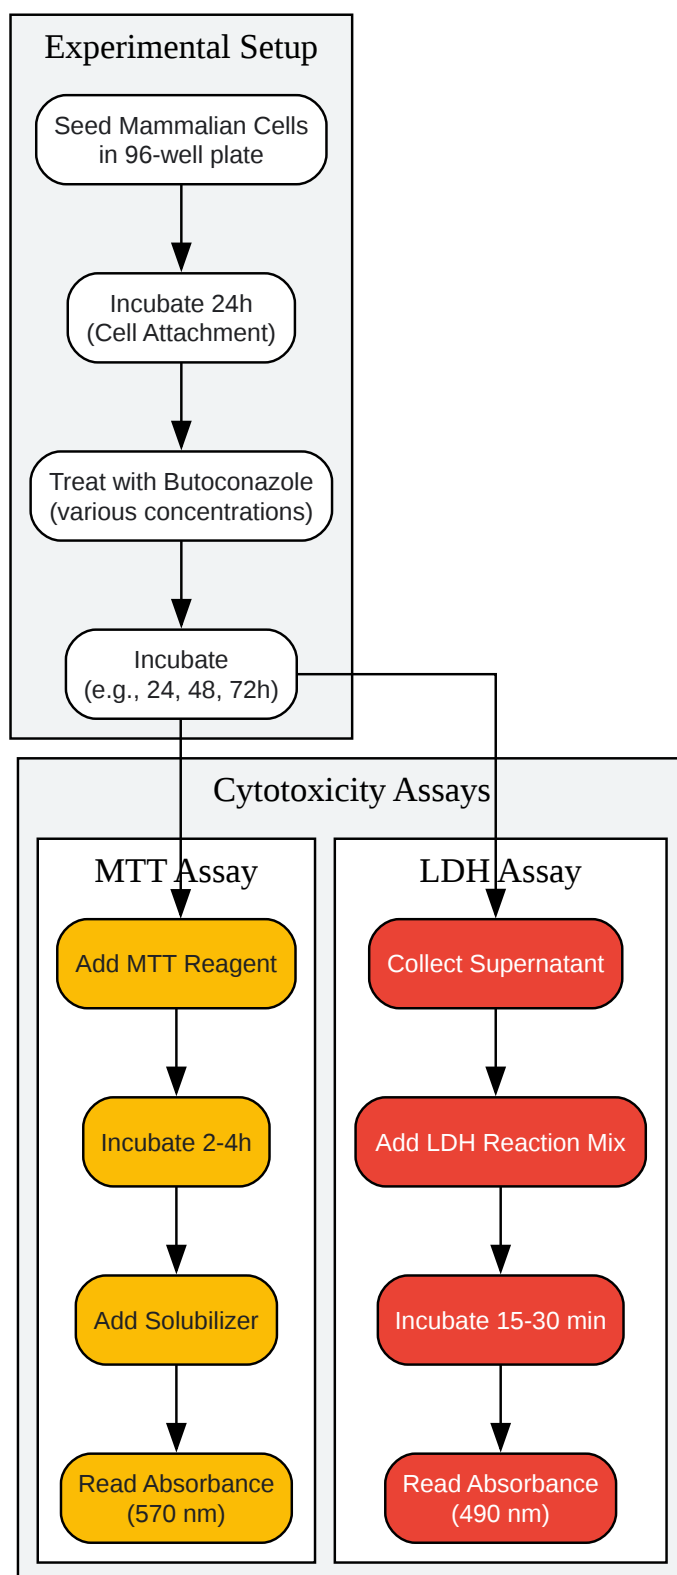 Experimental Setup
Seed Mammalian Cells
in 96-well plate
Incubate 24h
(Cell Attachment)
Treat with Butoconazole
(various concentrations)
Incubate
(e.g., 24, 48, 72h)
Cytotoxicity Assays
MTT Assay
Add MTT Reagent
Incubate 2-4h
Add Solubilizer
Read Absorbance
(570 nm)
LDH Assay
Collect Supernatant
Add LDH Reaction Mix
Incubate 15-30 min
Read Absorbance
(490 nm)